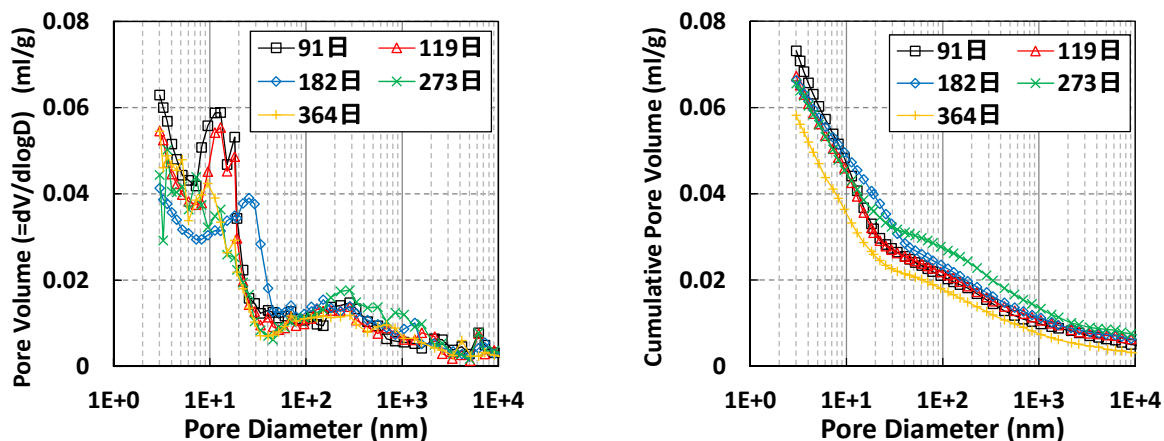 Pore Volume (=dV/dlogD) (ml/g)
0.08
0.06
0.04
0.02
0
1E+0 1E+1 1E+2 1E+3 1E+4
Pore Diameter (nm)
91日 119日
182日 273日
364日
Cumulative Pore Volume (ml/g)
0.08
0.06
0.04
0.02
0
1E+0 1E+1 1E+2 1E+3 1E+4
Pore Diameter (nm)
91日 119日
182日 273日
364日